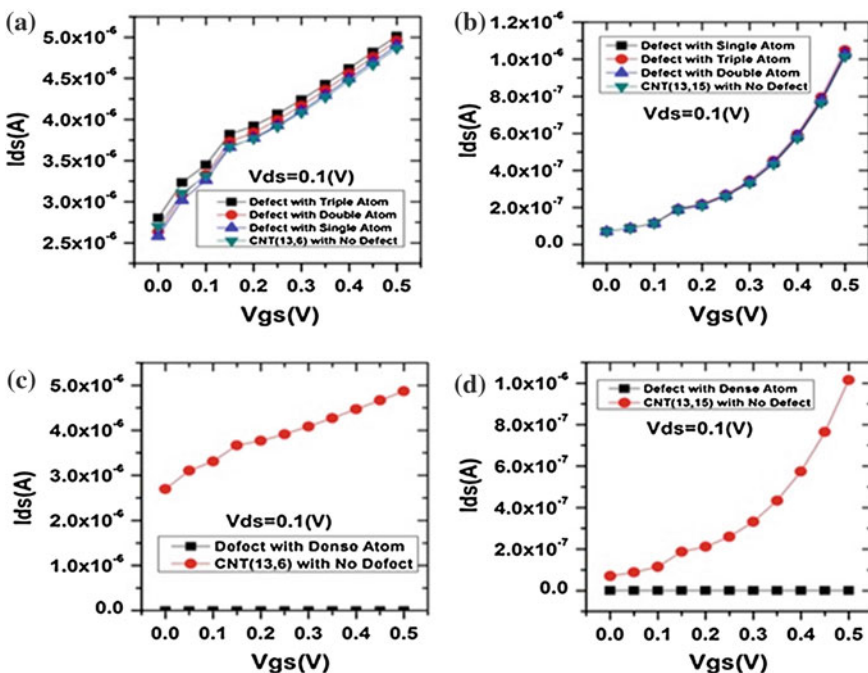 (a)
5.0x10⁻⁶
4.5x10⁻⁶
4.0x10⁻⁶
3.5x10⁻⁶
3.0x10⁻⁶
2.5x10⁻⁶
Ids(A)
Vds=0.1(V)
Defect with Triple Atom
Defect with Double Atom
Defect with Single Atom
CNT(13,6) with No Defect
0.0 0.1 0.2 0.3 0.4 0.5
Vgs(V)
(b)
1.2x10⁻⁶
1.0x10⁻⁶
8.0x10⁻⁷
6.0x10⁻⁷
4.0x10⁻⁷
2.0x10⁻⁷
0.0
Ids(A)
Defect with Single Atom
Defect with Triple Atom
Defect with Double Atom
CNT(13,15) with No Defect
Vds=0.1(V)
0.0 0.1 0.2 0.3 0.4 0.5
Vgs(V)
(c)
5.0x10⁻⁶
4.0x10⁻⁶
3.0x10⁻⁶
2.0x10⁻⁶
1.0x10⁻⁶
0.0
Ids(A)
Vds=0.1(V)
Defect with Dense Atom
CNT(13,6) with No Defect
0.0 0.1 0.2 0.3 0.4 0.5
Vgs(V)
(d)
1.0x10⁻⁶
8.0x10⁻⁷
6.0x10⁻⁷
4.0x10⁻⁷
2.0x10⁻⁷
0.0
Ids(A)
Defect with Dense Atom
CNT(13,15) with No Defect
Vds=0.1(V)
0.0 0.1 0.2 0.3 0.4 0.5
Vgs(V)